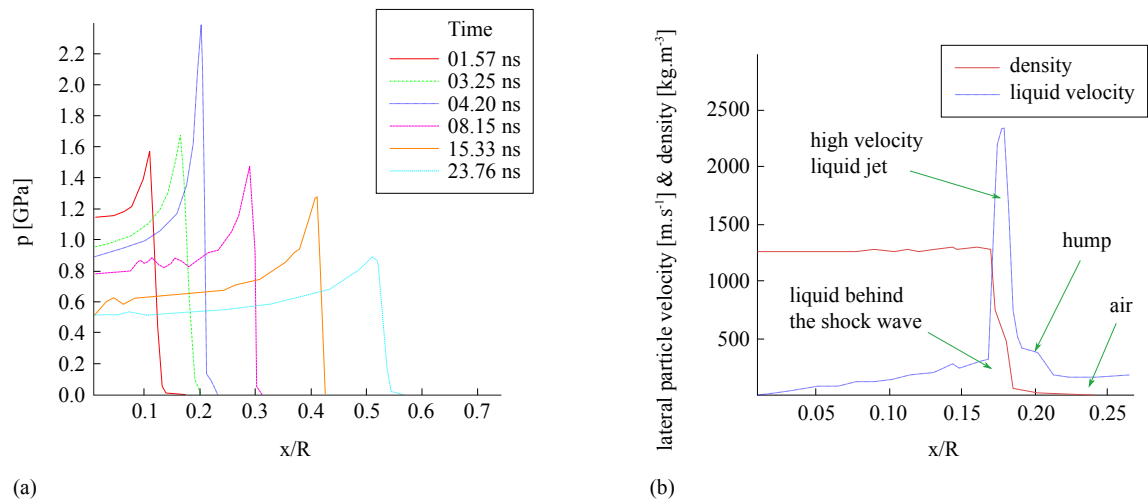 Time
01.57 ns
03.25 ns
04.20 ns
08.15 ns
15.33 ns
23.76 ns
p [GPa]
2.2
2.0
1.8
1.6
1.4
1.2
1.0
0.8
0.6
0.4
0.2
0.0
0.1 0.2 0.3 0.4 0.5 0.6 0.7
x/R
(a)
lateral particle velocity [m.s⁻¹] & density [kg.m⁻³]
density
liquid velocity
2500
2000
1500
1000
500
high velocity
liquid jet
hump
liquid behind
the shock wave
air
0.05 0.10 0.15 0.20 0.25
x/R
(b)